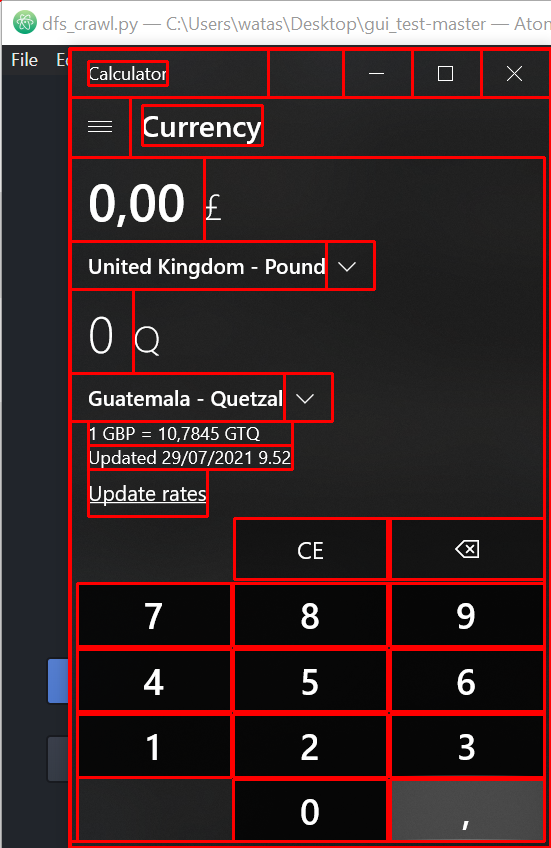 dfs_crawl.py — C:\Users\watas\Desktop\gui_test-master — Atom
File
Calculator
Currency
0,00 £
United Kingdom - Pound
0 Q
Guatemala - Quetzal
1 GBP = 10,7845 GTQ
Updated 29/07/2021 9.52
Update rates
CE
7 8 9
4 5 6
1 2 3
0 ,